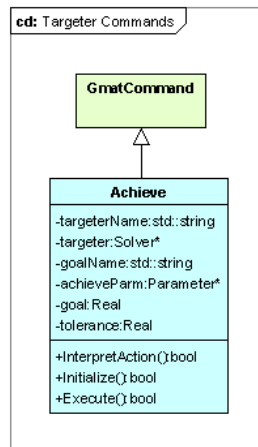 cd: Targeter Commands
GmatCommand
Achieve
-targeterName:std::string
-targeter:Solver*
-goalName:std::string
-achieveParm:Parameter*
-goal:Real
-tolerance:Real
+InterpretAction():bool
+Initialize():bool
+Execute():bool